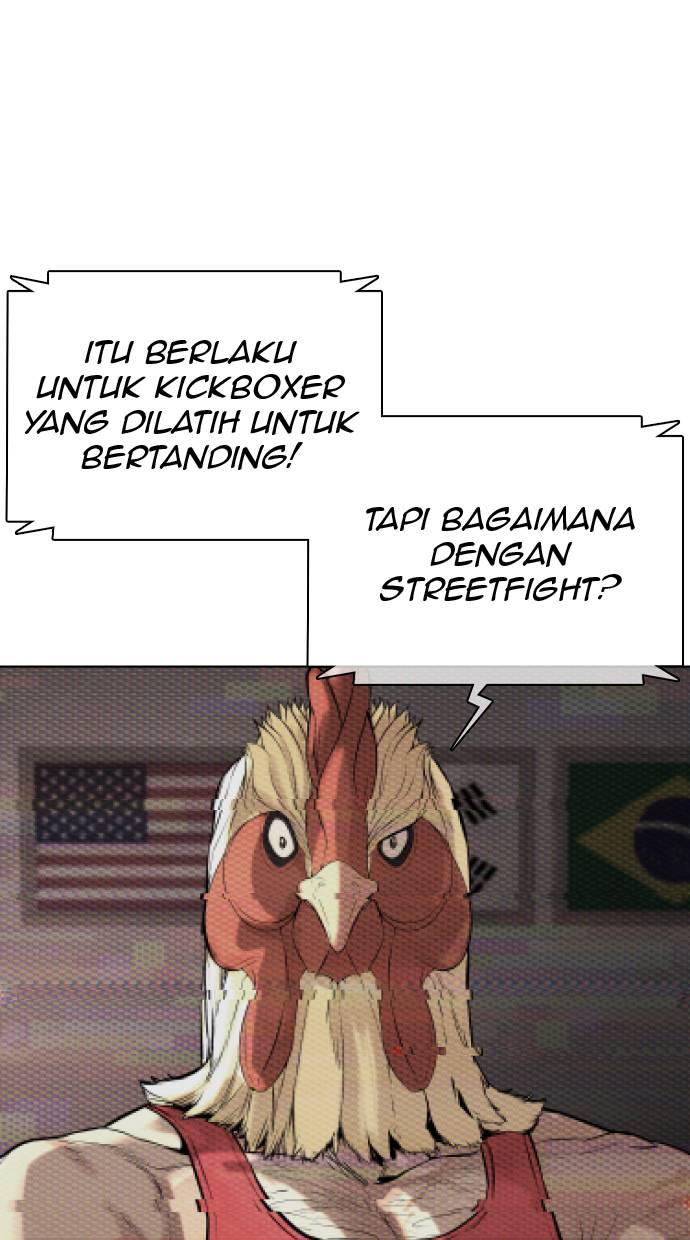 ITU BERLAKU
UNTUK KICKBOXER
YANG DILATIH UNTUK
BERTANDING!
TAPI BAGAIMANA
DENGAN
STREETFIGHT?